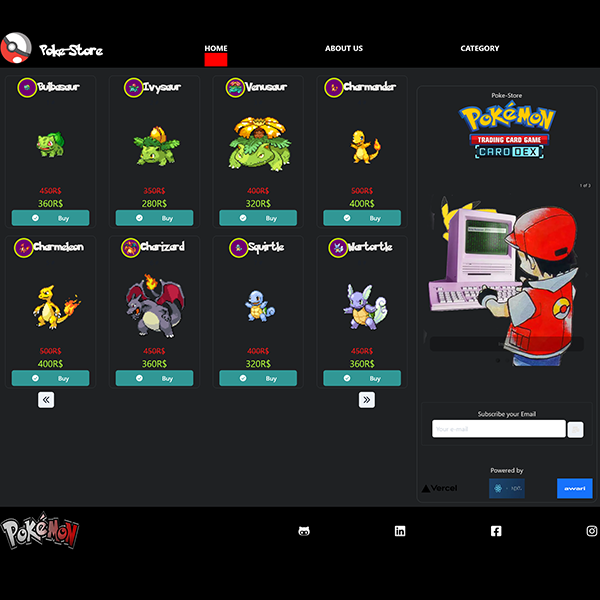 Poke-Store
HOME
ABOUT US
CATEGORY
Bulbasaur
Ivysaur
Venusaur
Charmander
450R$
350R$
400R$
500R$
360R$
280R$
320R$
400R$
Buy
Buy
Buy
Buy
Charmeleon
Charizard
Squirtle
Wartortle
500R$
450R$
400R$
450R$
400R$
360R$
320R$
360R$
Buy
Buy
Buy
Buy
Poke-Store
POKéMON
TRADING CARD GAME
CARD DEX
1 of 3
Subscribe your Email
Your e-mail
Powered by
Vercel
awari
POKéMON